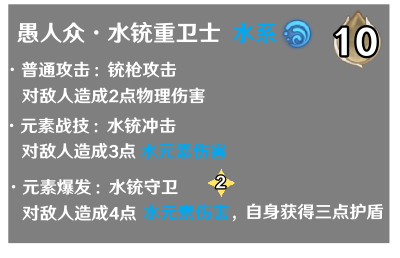 愚人众·水铳重卫士 水系 10
·普通攻击：铳枪攻击
对敌人造成2点物理伤害
·元素战技：水铳冲击
对敌人造成3点 水元素伤害
·元素爆发：水铳守卫 2
对敌人造成4点 水元素伤害，自身获得三点护盾